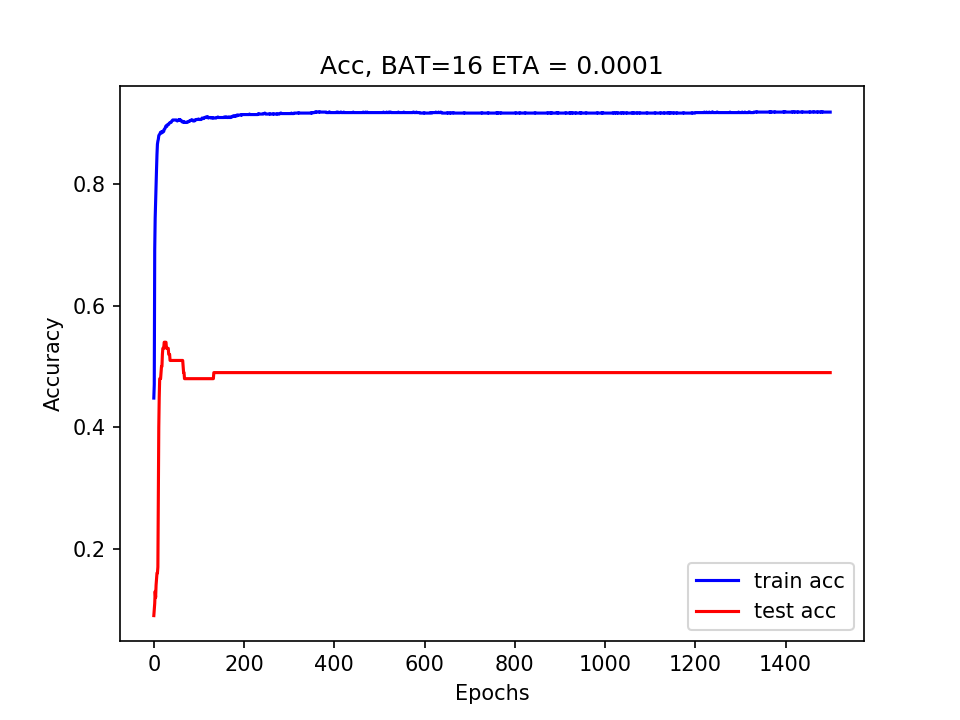 Acc, BAT=16 ETA = 0.0001
Accuracy
0.8
0.6
0.4
0.2
0 200 400 600 800 1000 1200 1400
Epochs
train acc
test acc